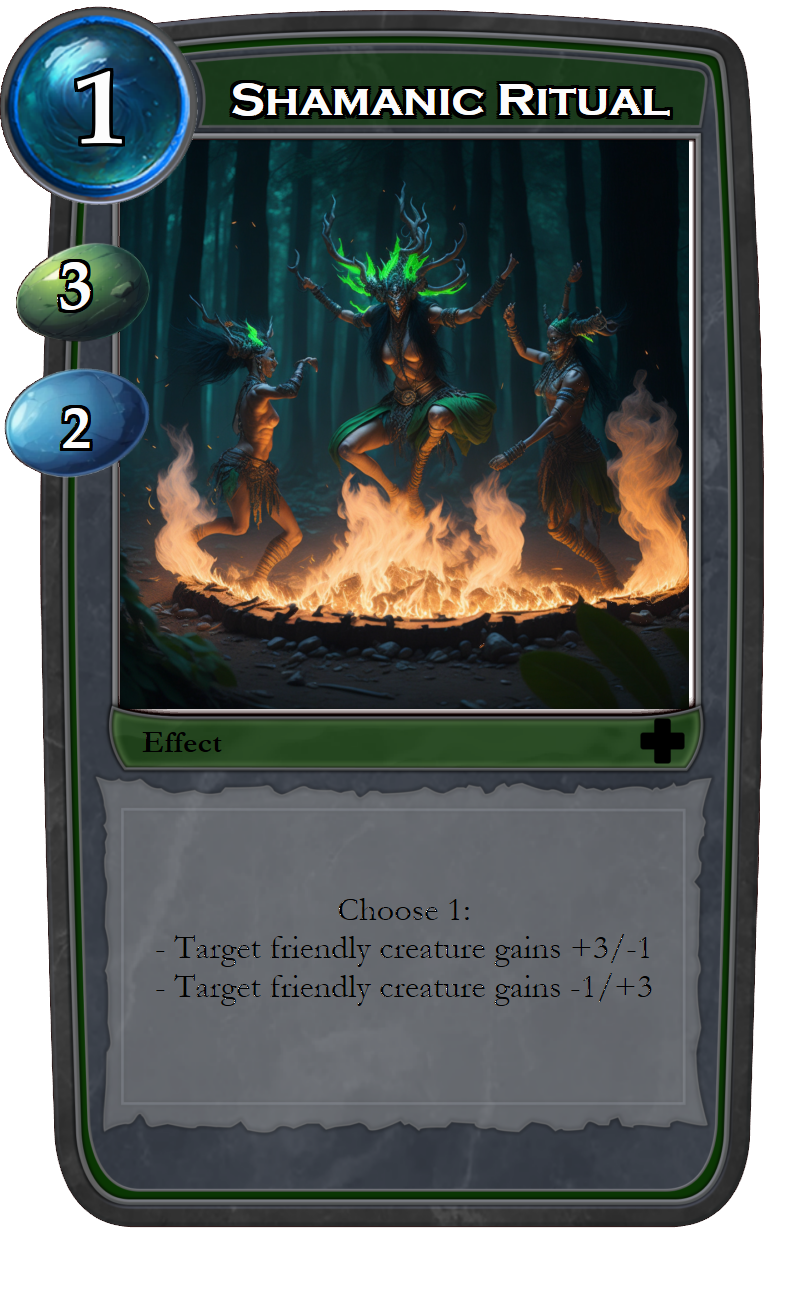 1
Shamanic Ritual
3
2
Effect
Choose 1:
- Target friendly creature gains +3/-1
- Target friendly creature gains -1/+3